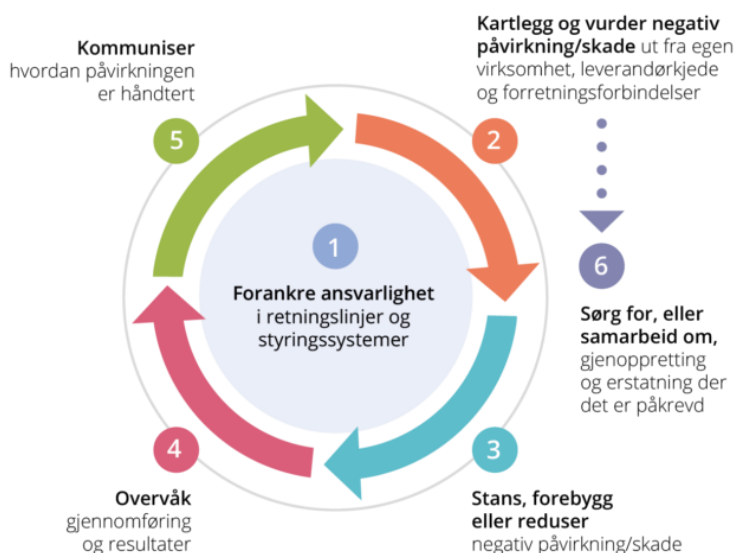 1
Forankre ansvarlighet
i retningslinjer og
styringssystemer
2
Kartlegg og vurder negativ
påvirkning/skade ut fra egen
virksomhet, leverandørkjede
og forretningsforbindelser
3
Stans, forebygg
eller reduser
negativ påvirkning/skade
4
Overvåk
gjennomføring
og resultater
5
Kommuniser
hvordan påvirkningen
er håndtert
6
Sørg for, eller
samarbeid om,
gjenoppretting
og erstatning der
det er påkrevd